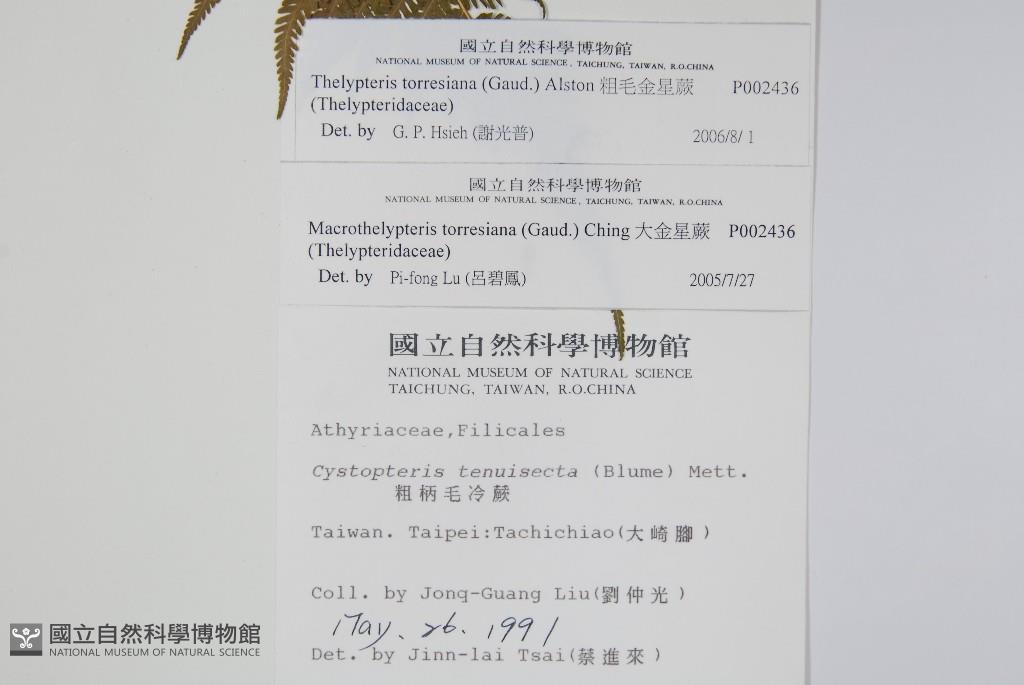 國立自然科學博物館
NATIONAL MUSEUM OF NATURAL SCIENCE, TAICHUNG, TAIWAN, R.O.CHINA
Thelypteris torresiana (Gaud.) Alston 粗毛金星蕨 P002436
(Thelypteridaceae)
Det. by G. P. Hsieh (謝光普) 2006/8/ 1
國立自然科學博物館
NATIONAL MUSEUM OF NATURAL SCIENCE, TAICHUNG, TAIWAN, R.O.CHINA
Macrothelypteris torresiana (Gaud.) Ching 大金星蕨 P002436
(Thelypteridaceae)
Det. by Pi-fong Lu (呂碧鳳) 2005/7/27
國立自然科學博物館
NATIONAL MUSEUM OF NATURAL SCIENCE
TAICHUNG, TAIWAN, R.O.CHINA
Athyriaceae,Filicales
Cystopteris tenuisecta (Blume) Mett.
粗柄毛冷蕨
Taiwan. Taipei:Tachichiao(大崎腳)
Coll. by Jonq-Guang Liu(劉仲光)
May. 26. 1991
Det. by Jinn-lai Tsai(蔡進來)
國立自然科學博物館
NATIONAL MUSEUM OF NATURAL SCIENCE